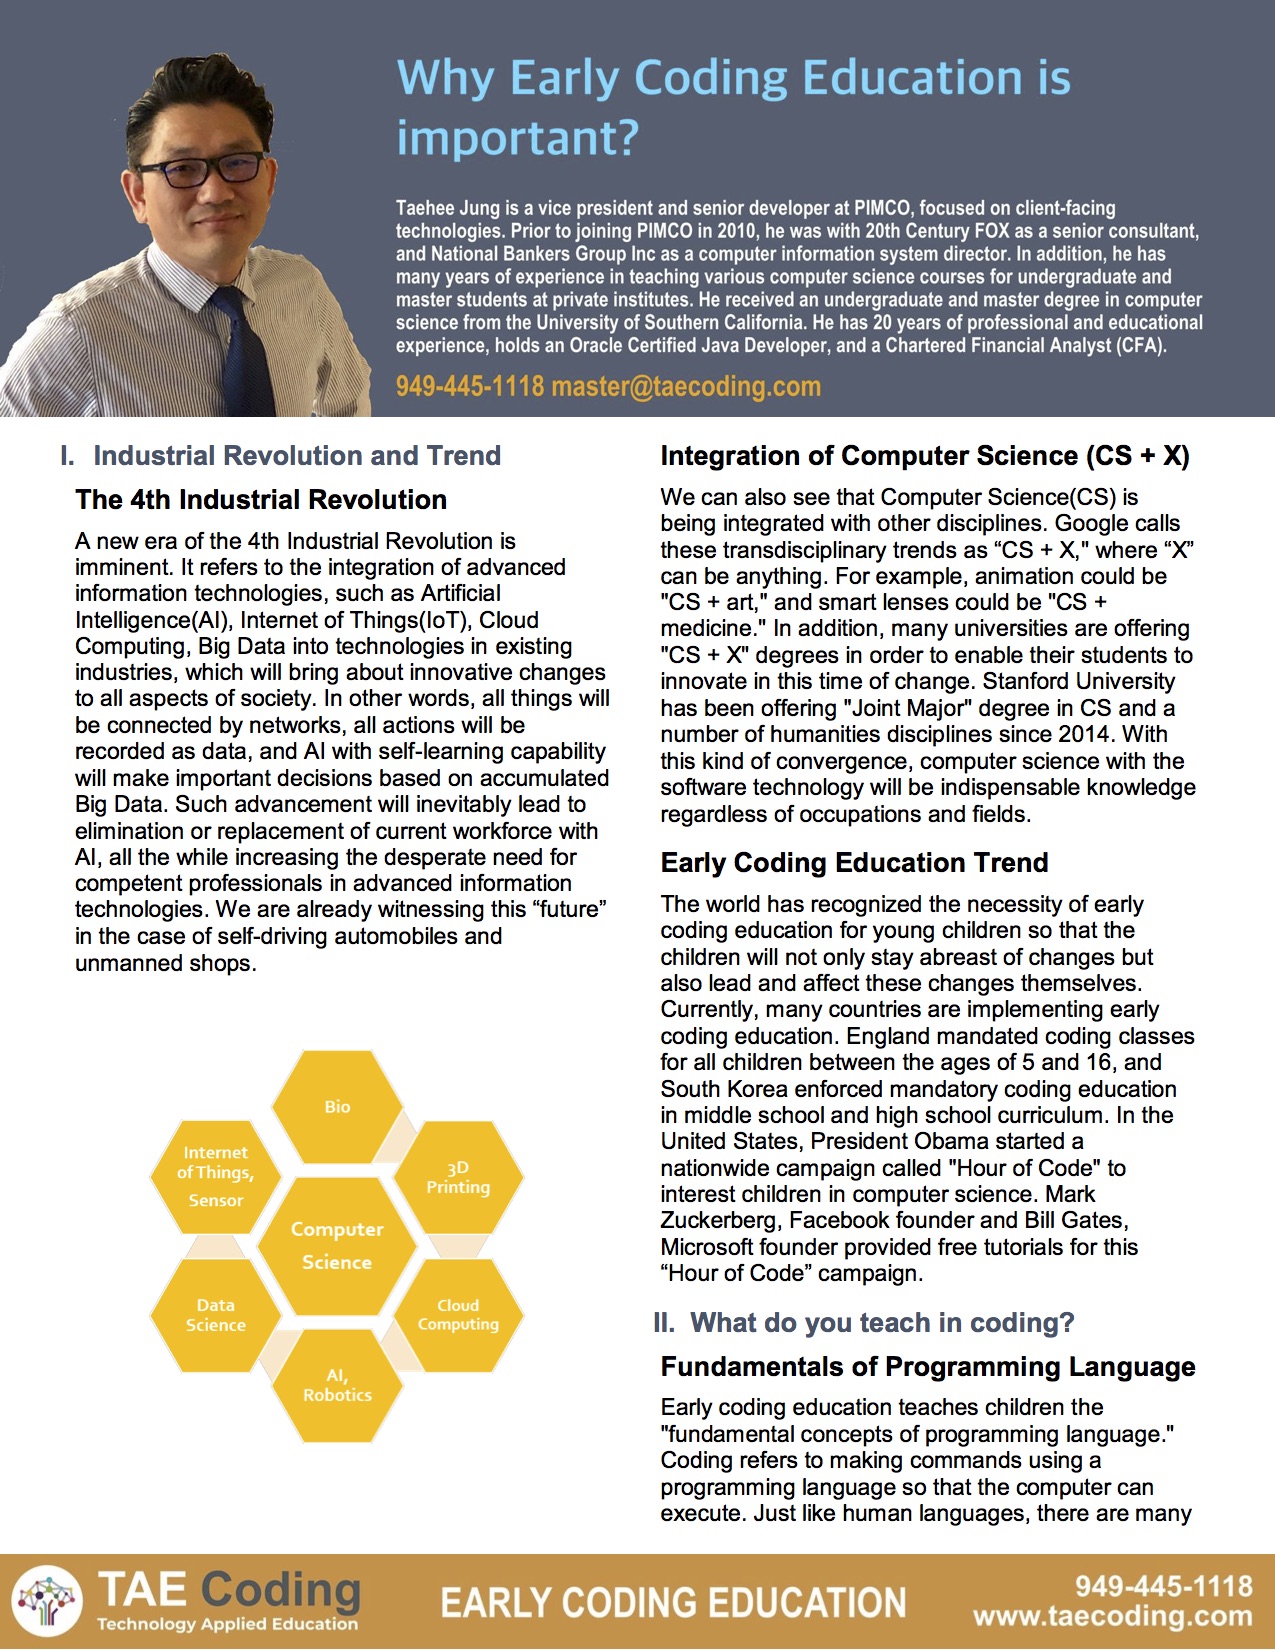 Why Early Coding Education is
important?
Taehee Jung is a vice president and senior developer at PIMCO, focused on client-facing
technologies. Prior to joining PIMCO in 2010, he was with 20th Century FOX as a senior consultant,
and National Bankers Group Inc as a computer information system director. In addition, he has
many years of experience in teaching various computer science courses for undergraduate and
master students at private institutes. He received an undergraduate and master degree in computer
science from the University of Southern California. He has 20 years of professional and educational
experience, holds an Oracle Certified Java Developer, and a Chartered Financial Analyst (CFA).
949-445-1118 master@taecoding.com
I. Industrial Revolution and Trend
The 4th Industrial Revolution
A new era of the 4th Industrial Revolution is
imminent. It refers to the integration of advanced
information technologies, such as Artificial
Intelligence(AI), Internet of Things(IoT), Cloud
Computing, Big Data into technologies in existing
industries, which will bring about innovative changes
to all aspects of society. In other words, all things will
be connected by networks, all actions will be
recorded as data, and AI with self-learning capability
will make important decisions based on accumulated
Big Data. Such advancement will inevitably lead to
elimination or replacement of current workforce with
AI, all the while increasing the desperate need for
competent professionals in advanced information
technologies. We are already witnessing this “future”
in the case of self-driving automobiles and
unmanned shops.
Bio
Internet
of Things,
Sensor
3D
Printing
Computer
Science
Data
Science
Cloud
Computing
AI,
Robotics
Integration of Computer Science (CS + X)
We can also see that Computer Science(CS) is
being integrated with other disciplines. Google calls
these transdisciplinary trends as “CS + X," where “X”
can be anything. For example, animation could be
"CS + art," and smart lenses could be "CS +
medicine." In addition, many universities are offering
"CS + X" degrees in order to enable their students to
innovate in this time of change. Stanford University
has been offering "Joint Major" degree in CS and a
number of humanities disciplines since 2014. With
this kind of convergence, computer science with the
software technology will be indispensable knowledge
regardless of occupations and fields.
Early Coding Education Trend
The world has recognized the necessity of early
coding education for young children so that the
children will not only stay abreast of changes but
also lead and affect these changes themselves.
Currently, many countries are implementing early
coding education. England mandated coding classes
for all children between the ages of 5 and 16, and
South Korea enforced mandatory coding education
in middle school and high school curriculum. In the
United States, President Obama started a
nationwide campaign called "Hour of Code" to
interest children in computer science. Mark
Zuckerberg, Facebook founder and Bill Gates,
Microsoft founder provided free tutorials for this
“Hour of Code” campaign.
II. What do you teach in coding?
Fundamentals of Programming Language
Early coding education teaches children the
"fundamental concepts of programming language."
Coding refers to making commands using a
programming language so that the computer can
execute. Just like human languages, there are many
TAE Coding
Technology Applied Education
EARLY CODING EDUCATION
949-445-1118
www.taecoding.com